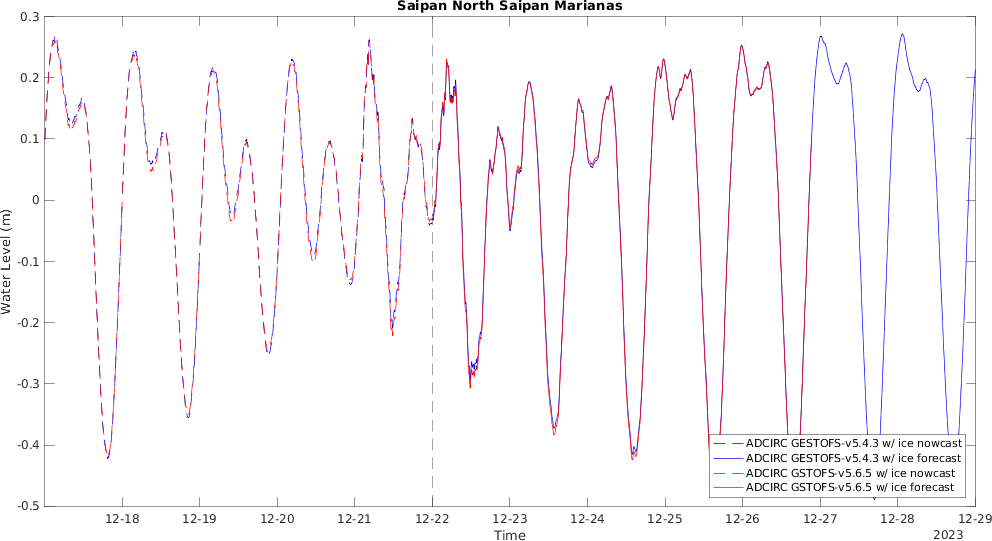 Saipan North Saipan Marianas
0.3
0.2
0.1
0
-0.1
-0.2
-0.3
-0.4
-0.5
Water Level (m)
ADCIRC GESTOFS-v5.4.3 w/ ice nowcast
ADCIRC GESTOFS-v5.4.3 w/ ice forecast
ADCIRC GSTOFS-v5.6.5 w/ ice nowcast
ADCIRC GSTOFS-v5.6.5 w/ ice forecast
12-18 12-19 12-20 12-21 12-22 12-23 12-24 12-25 12-26 12-27 12-28 12-29
Time
2023